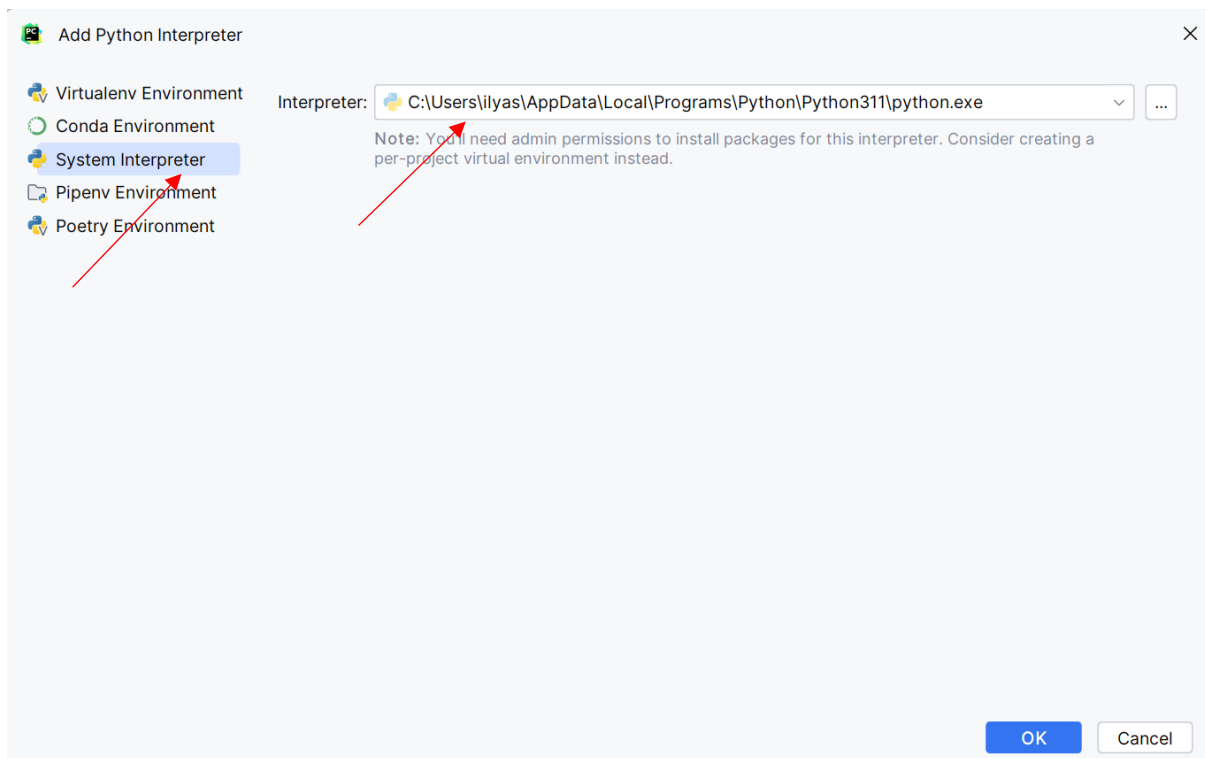 PC
Add Python Interpreter
Virtualenv Environment
Conda Environment
System Interpreter
Pipenv Environment
Poetry Environment
Interpreter: C:\Users\ilyas\AppData\Local\Programs\Python\Python311\python.exe ...
Note: You'll need admin permissions to install packages for this interpreter. Consider creating a
per-project virtual environment instead.
OK Cancel